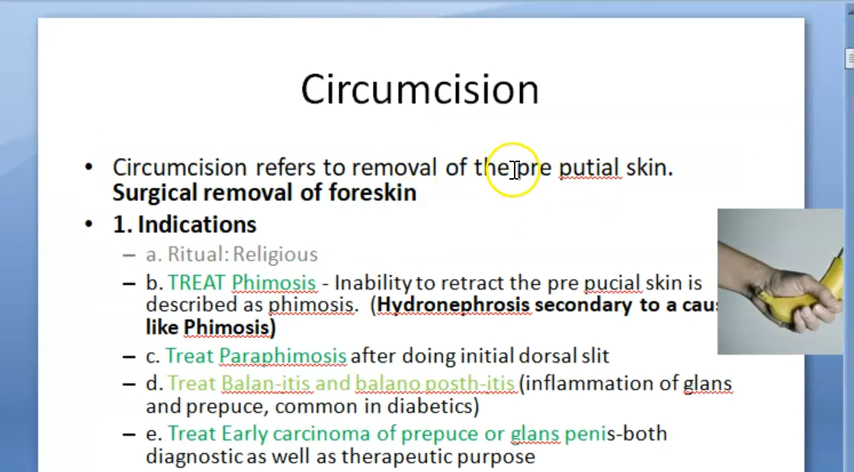 Circumcision
• Circumcision refers to removal of the pre putial skin.
Surgical removal of foreskin
• 1. Indications
– a. Ritual: Religious
– b. TREAT Phimosis - Inability to retract the pre pucial skin is
described as phimosis. (Hydronephrosis secondary to a cau
like Phimosis)
– c. Treat Paraphimosis after doing initial dorsal slit
– d. Treat Balan-itis and balano posth-itis (inflammation of glans
and prepuce, common in diabetics)
– e. Treat Early carcinoma of prepuce or glans penis-both
diagnostic as well as therapeutic purpose